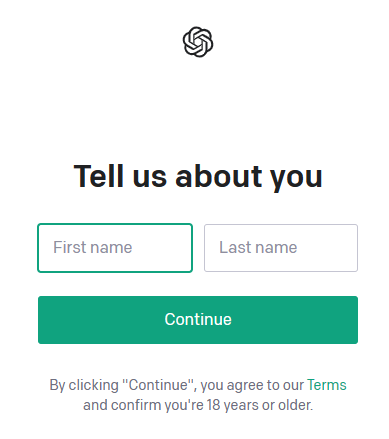 Tell us about you
First name Last name
Continue
By clicking "Continue", you agree to our Terms
and confirm you're 18 years or older.